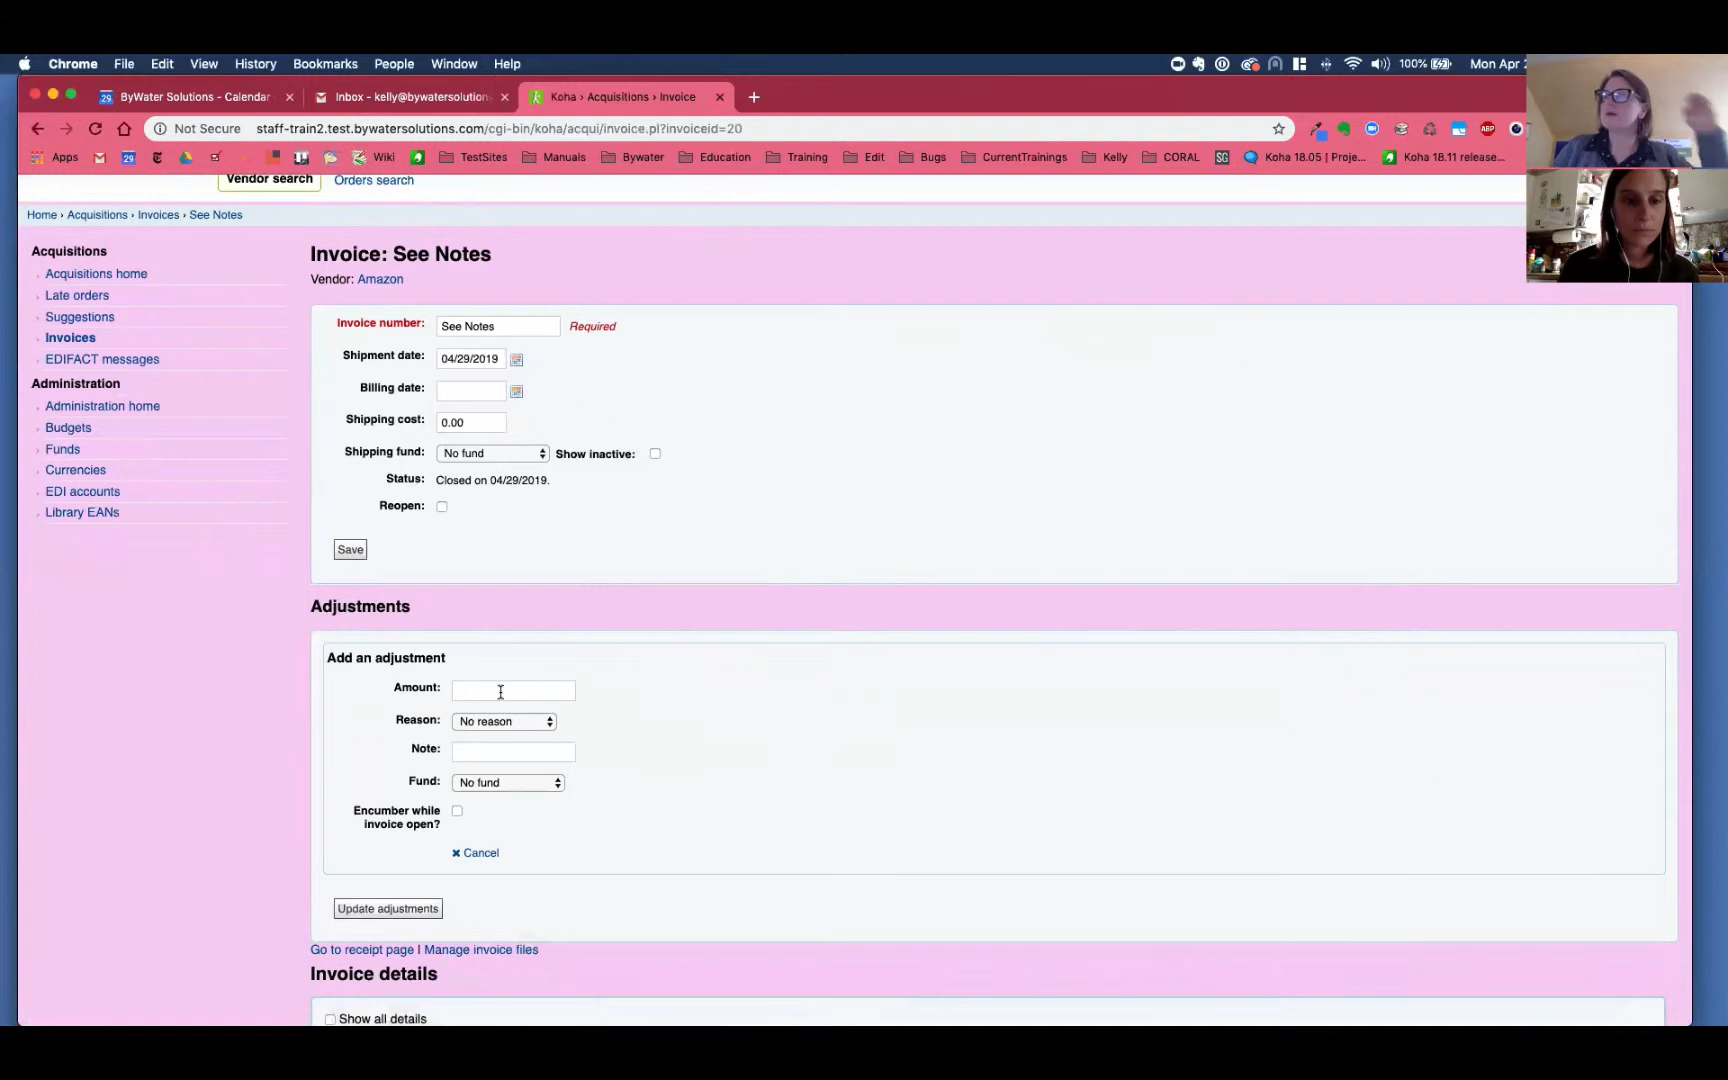 Chrome File Edit View History Bookmarks People Window Help 100% Mon Apr
29 ByWater Solutions - Calendar Inbox - kelly@bywatersolution Koha › Acquisitions › Invoice
Not Secure staff-train2.test.bywatersolutions.com/cgi-bin/koha/acqui/invoice.pl?invoiceid=20 ABP
Apps 29 Wiki TestSites Manuals Bywater Education Training Edit Bugs CurrentTrainings Kelly CORAL SG Koha 18.05 | Proje... Koha 18.11 release...
Vendor search Orders search
Home › Acquisitions › Invoices › See Notes
Acquisitions
Acquisitions home
Late orders
Suggestions
Invoices
EDIFACT messages
Administration
Administration home
Budgets
Funds
Currencies
EDI accounts
Library EANs
Invoice: See Notes
Vendor: Amazon
Invoice number: See Notes Required
Shipment date: 04/29/2019
Billing date:
Shipping cost: 0.00
Shipping fund: No fund Show inactive:
Status: Closed on 04/29/2019.
Reopen:
Save
Adjustments
Add an adjustment
Amount:
Reason: No reason
Note:
Fund: No fund
Encumber while
invoice open?
Cancel
Update adjustments
Go to receipt page | Manage invoice files
Invoice details
Show all details